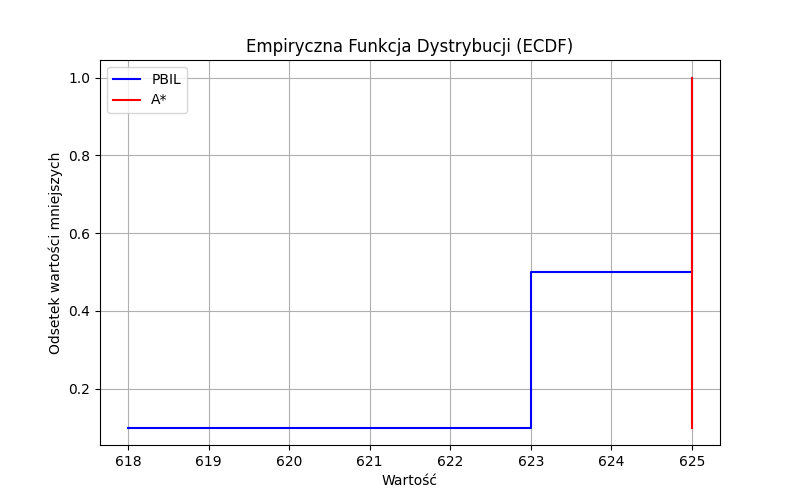 Empiryczna Funkcja Dystrybucji (ECDF)
PBIL
A*
1.0
0.8
0.6
0.4
0.2
Odsetek wartości mniejszych
618 619 620 621 622 623 624 625
Wartość